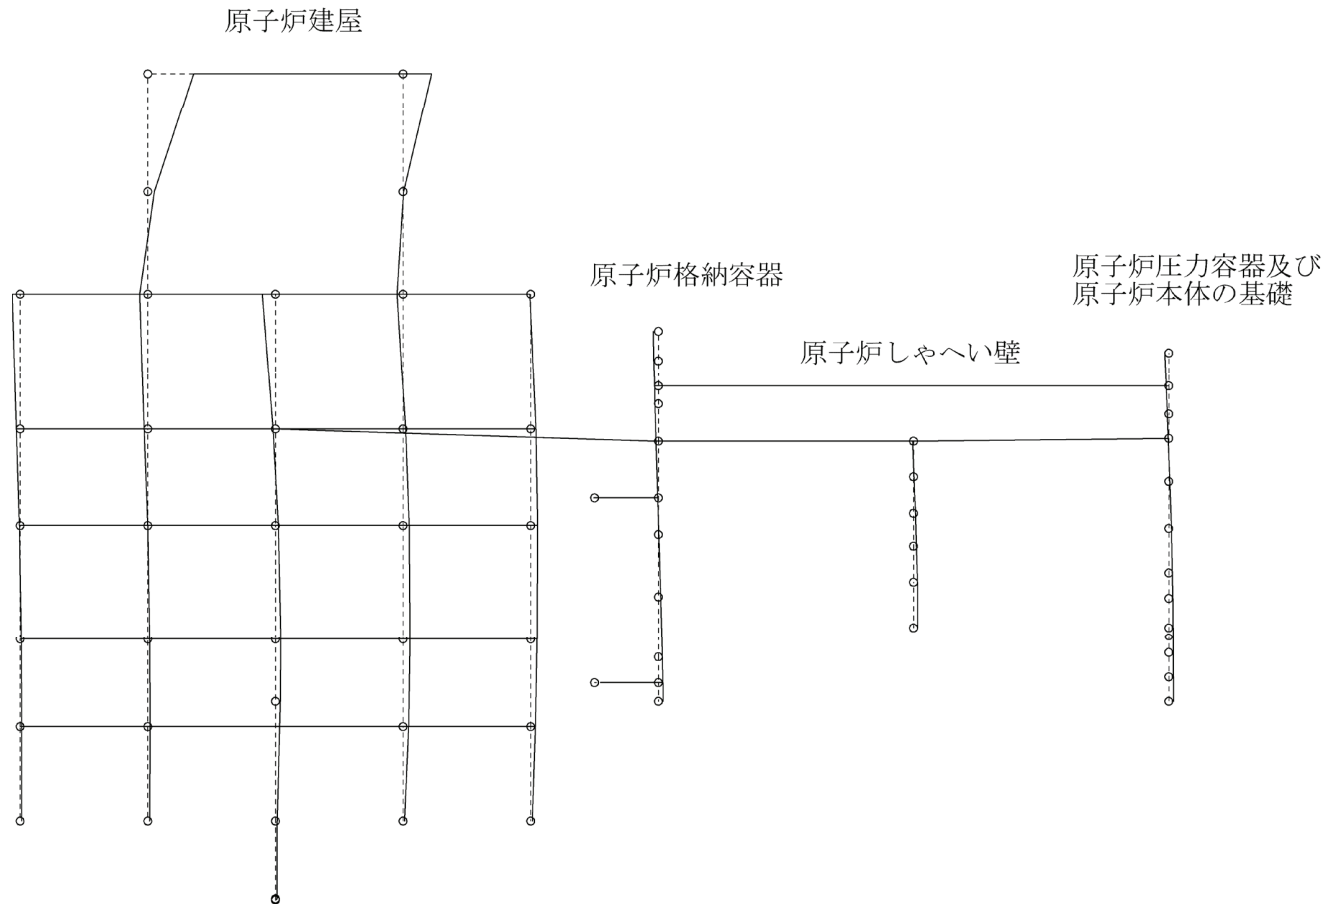 原子炉建屋
原子炉格納容器
原子炉圧力容器及び
原子炉本体の基礎
原子炉しゃへい壁